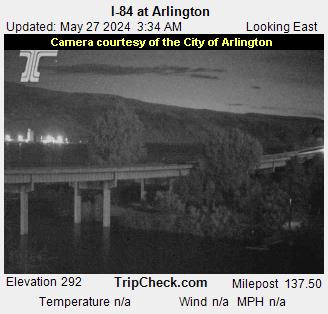 I-84 at Arlington
Updated: May 27 2024 3:34 AM Looking East
Camera courtesy of the City of Arlington
Elevation 292 TripCheck.com Milepost 137.50
Temperature n/a Wind n/a MPH n/a